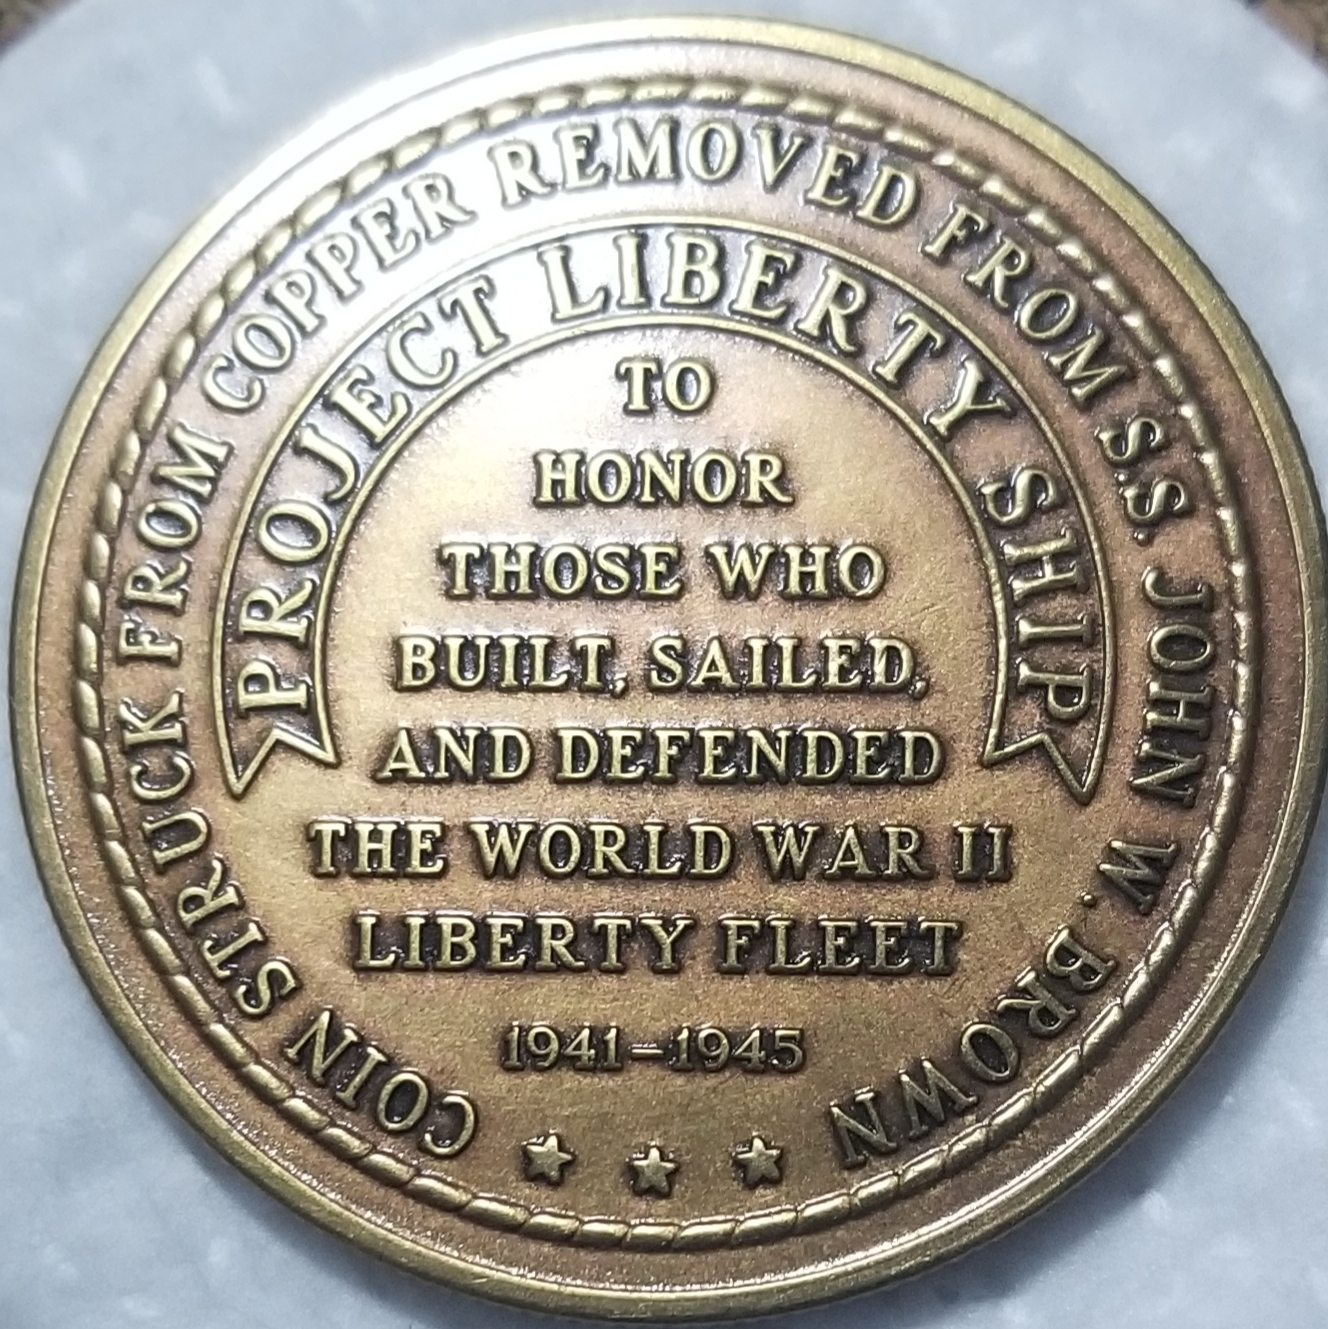 COIN STRUCK FROM COPPER REMOVED FROM S.S. JOHN W. BROWN
PROJECT LIBERTY SHIP
TO
HONOR
THOSE WHO
BUILT, SAILED,
AND DEFENDED
THE WORLD WAR II
LIBERTY FLEET
1941-1945